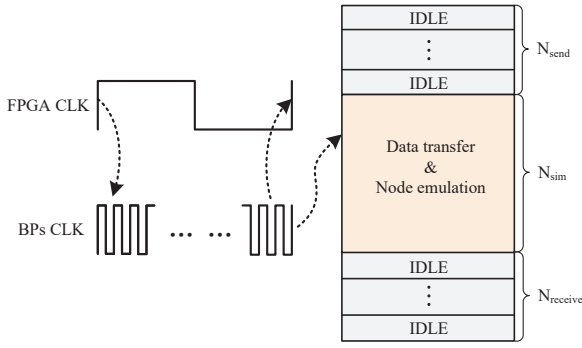 IDLE
⋮
IDLE
N_send
FPGA CLK
Data transfer
&
Node emulation
N_sim
BPs CLK
... ...
IDLE
⋮
IDLE
N_receive